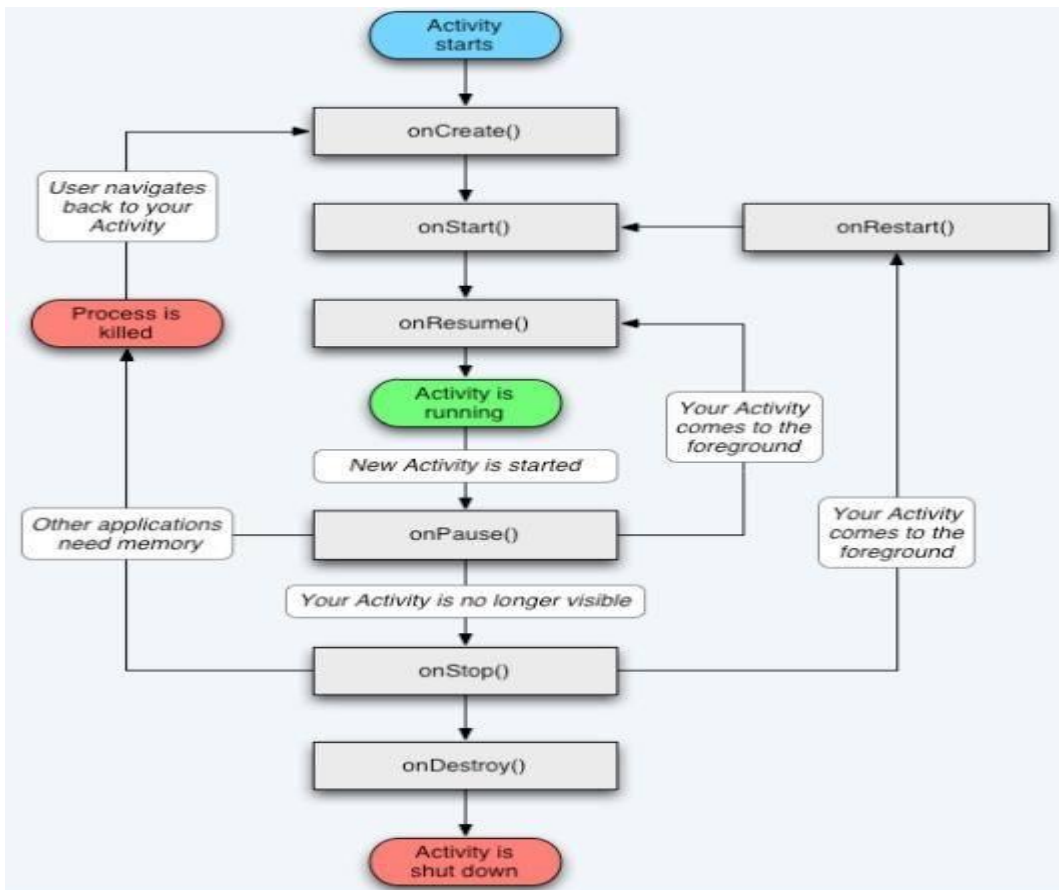 Activity
starts
onCreate()
User navigates
back to your
Activity
onStart()
onRestart()
Process is
killed
onResume()
Activity is
running
Your Activity
comes to the
foreground
New Activity is started
Other applications
need memory
onPause()
Your Activity
comes to the
foreground
Your Activity is no longer visible
onStop()
onDestroy()
Activity is
shut down